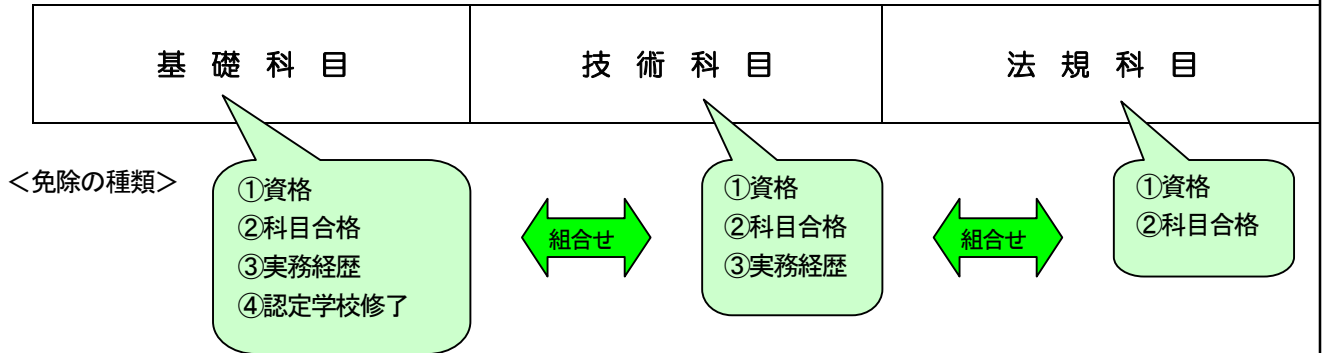 基 礎 科 目
技 術 科 目
法 規 科 目
＜免除の種類＞
①資格
②科目合格
③実務経歴
④認定学校修了
組合せ
①資格
②科目合格
③実務経歴
組合せ
①資格
②科目合格